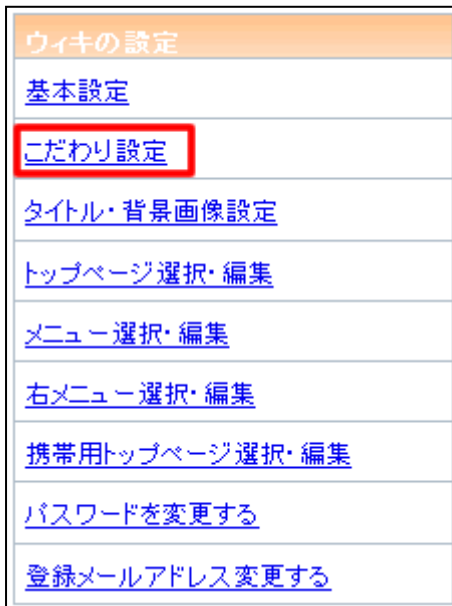 ウィキの設定
基本設定
こだわり設定
タイトル・背景画像設定
トップページ選択・編集
メニュー選択・編集
右メニュー選択・編集
携帯用トップページ選択・編集
パスワードを変更する
登録メールアドレス変更する